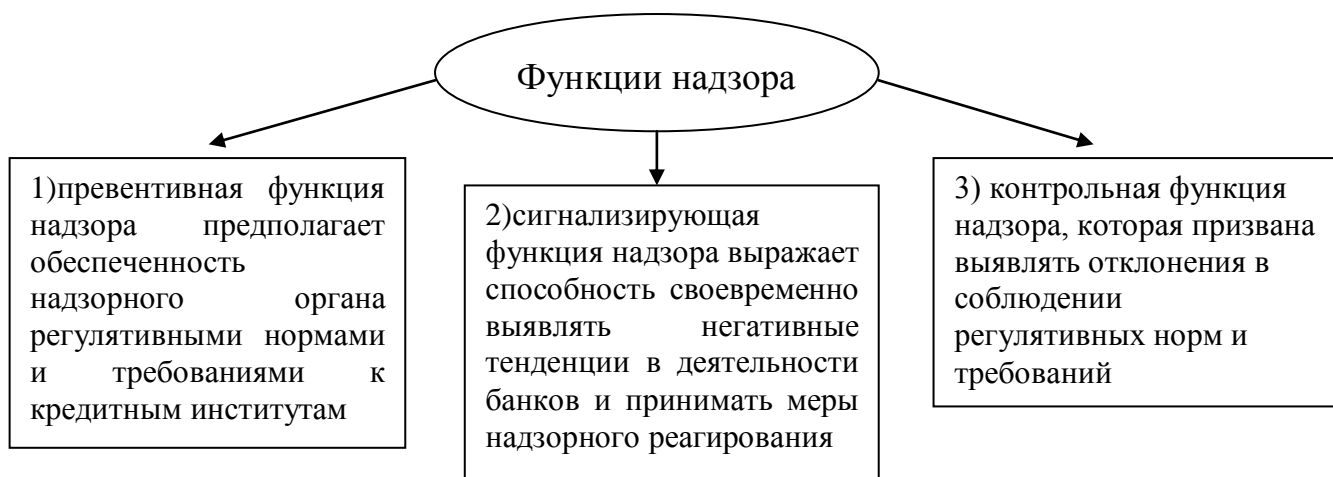 Функции надзора
1)превентивная функция
надзора предполагает
обеспеченность
надзорного органа
регулятивными нормами
и требованиями к
кредитным институтам
2)сигнализирующая
функция надзора выражает
способность своевременно
выявлять негативные
тенденции в деятельности
банков и принимать меры
надзорного реагирования
3) контрольная функция
надзора, которая призвана
выявлять отклонения в
соблюдении
регулятивных норм и
требований